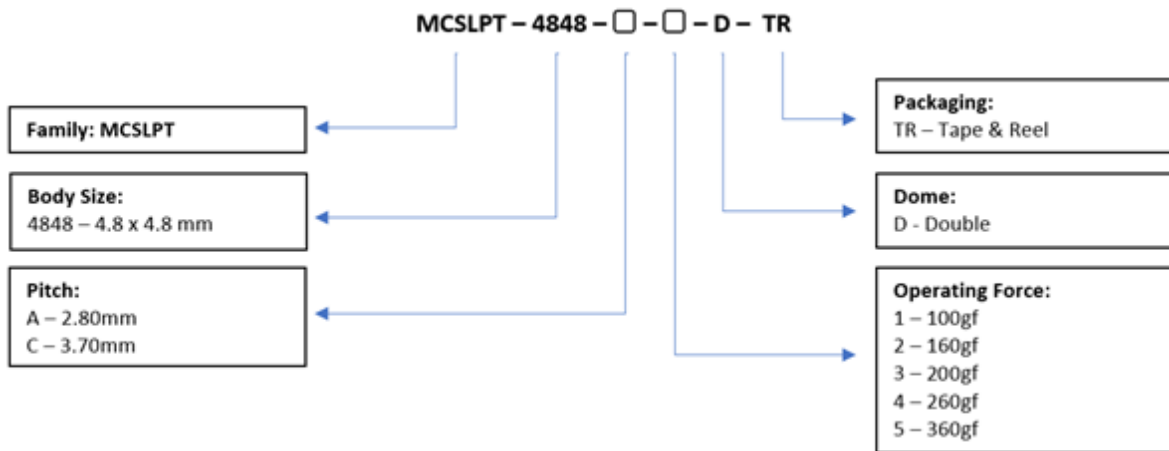 MCSLPT – 4848 – ▢ – ▢ – D – TR
Family: MCSLPT
Body Size:
4848 – 4.8 x 4.8 mm
Pitch:
A – 2.80mm
C – 3.70mm
Packaging:
TR – Tape & Reel
Dome:
D - Double
Operating Force:
1 – 100gf
2 – 160gf
3 – 200gf
4 – 260gf
5 – 360gf